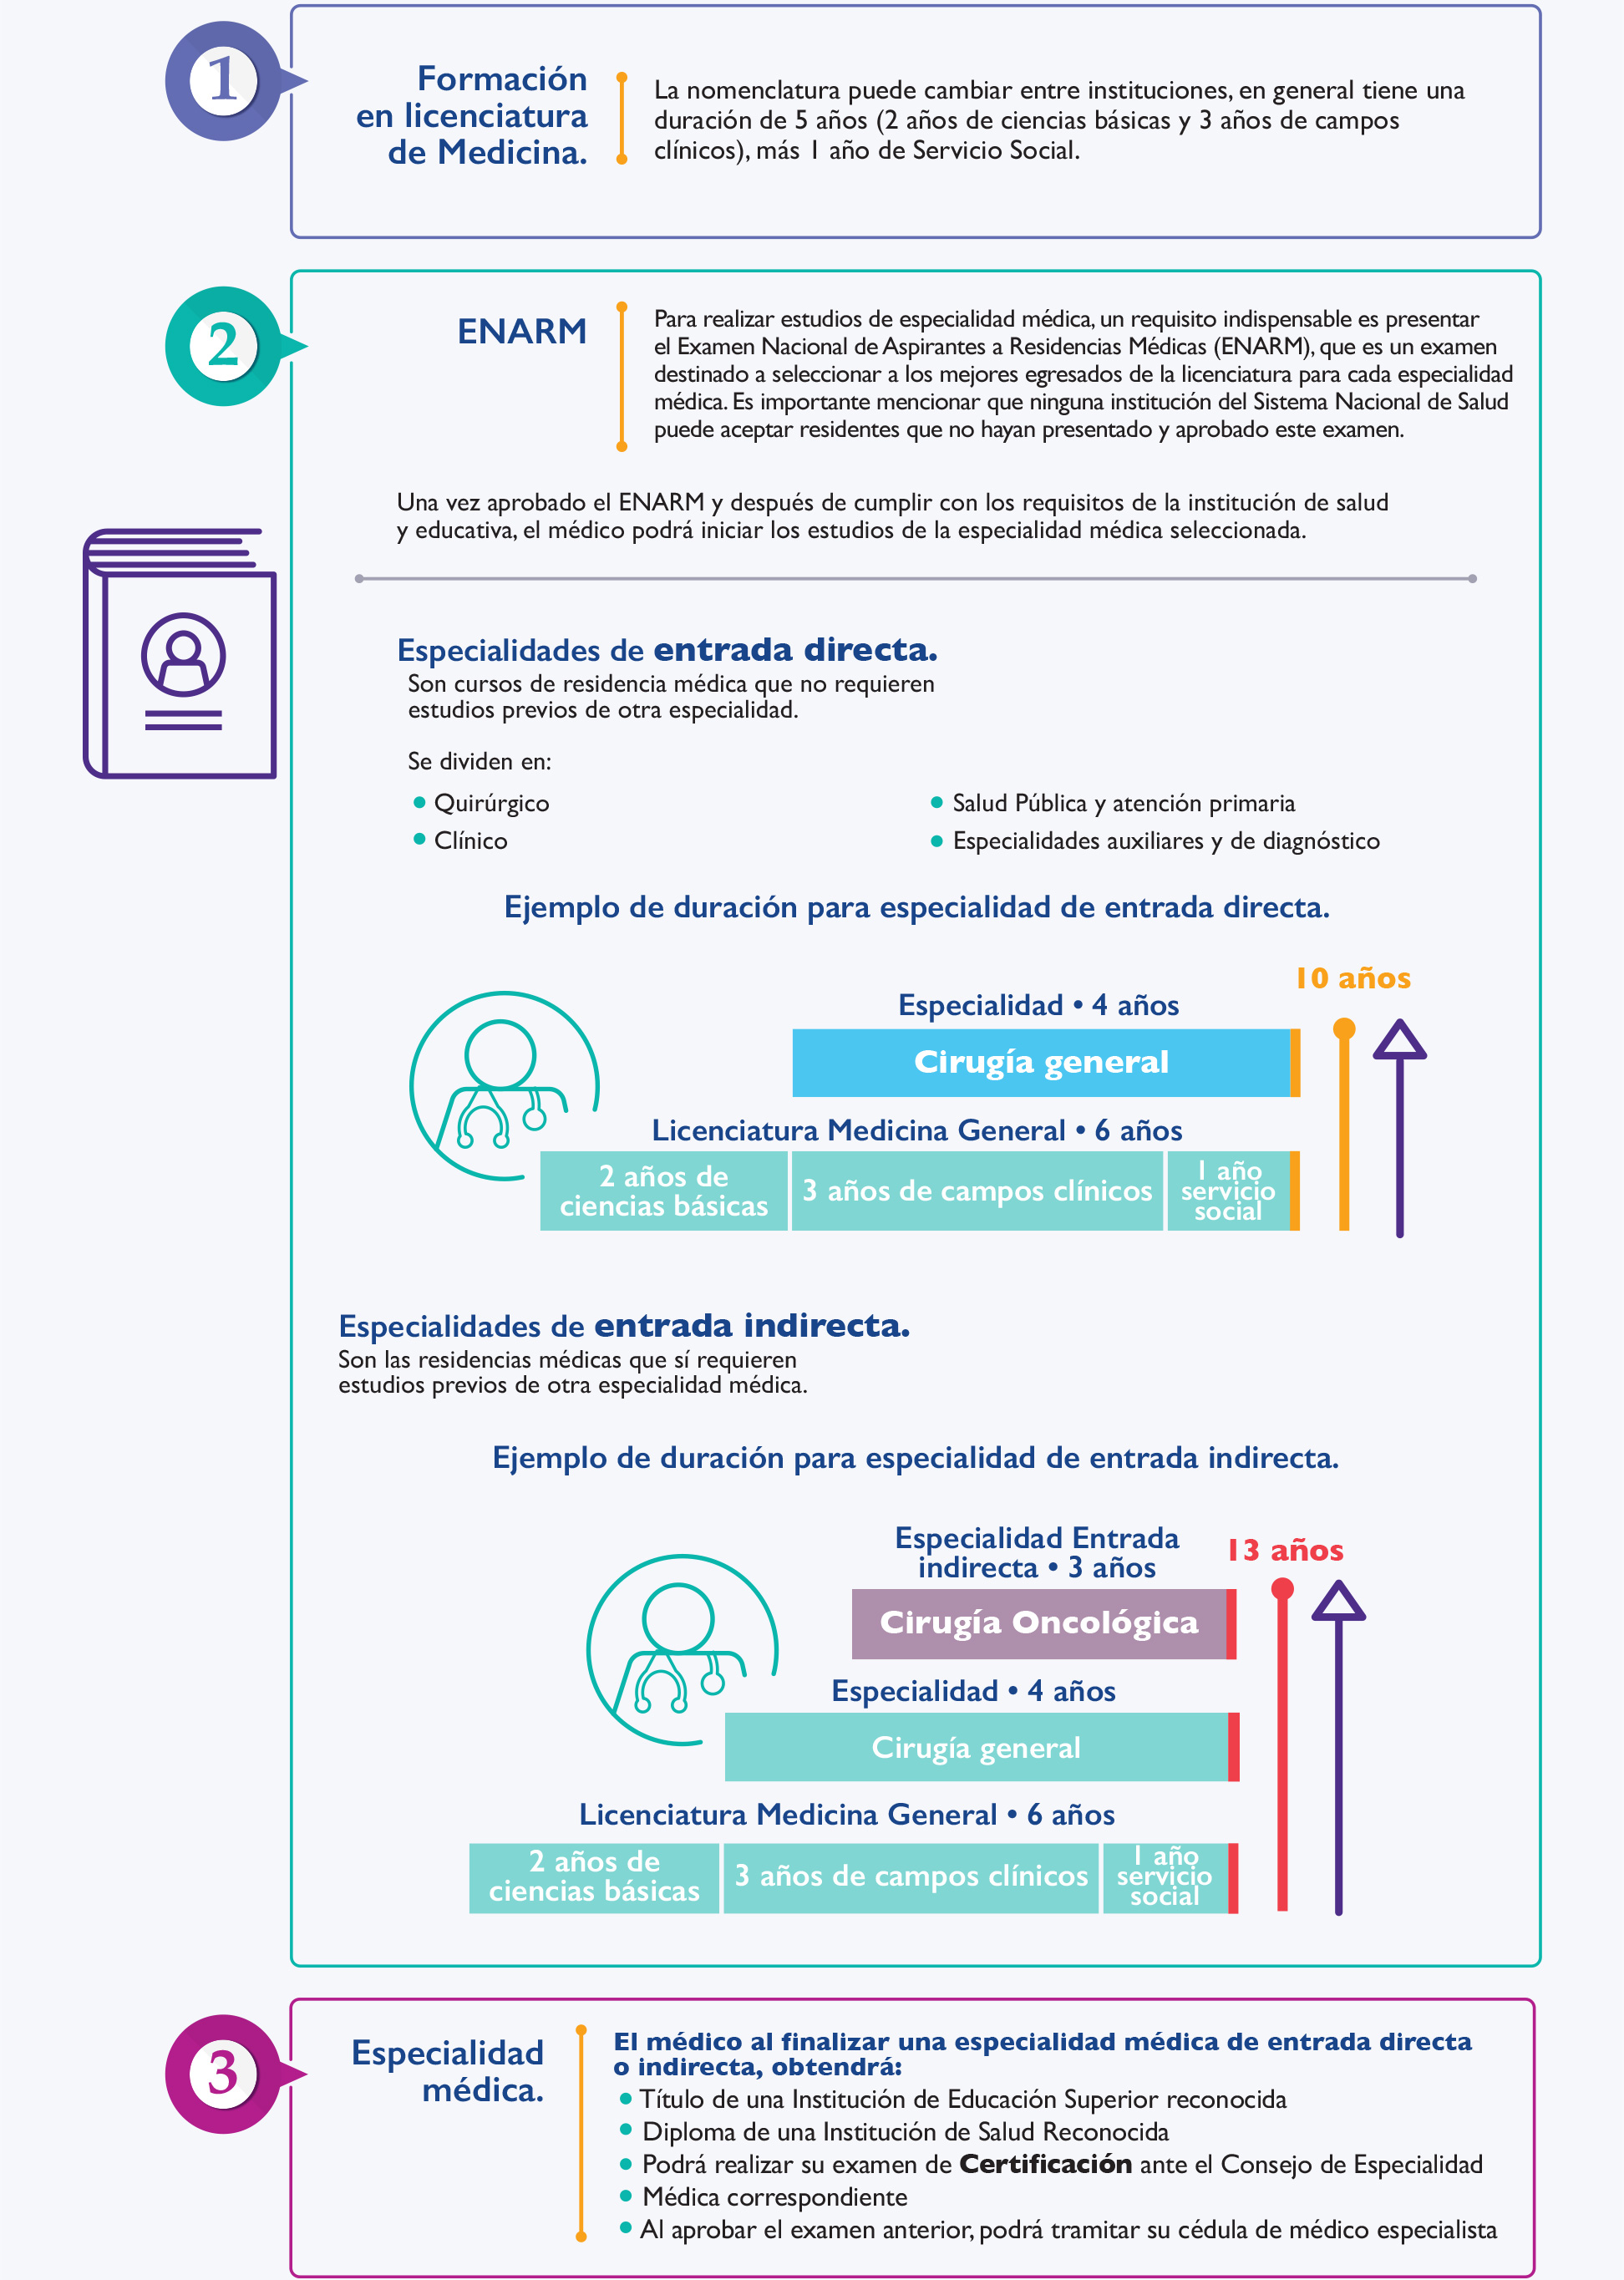 1
Formación
en licenciatura
de Medicina.
La nomenclatura puede cambiar entre instituciones, en general tiene una
duración de 5 años (2 años de ciencias básicas y 3 años de campos
clínicos), más 1 año de Servicio Social.
2
ENARM
Para realizar estudios de especialidad médica, un requisito indispensable es presentar
el Examen Nacional de Aspirantes a Residencias Médicas (ENARM), que es un examen
destinado a seleccionar a los mejores egresados de la licenciatura para cada especialidad
médica. Es importante mencionar que ninguna institución del Sistema Nacional de Salud
puede aceptar residentes que no hayan presentado y aprobado este examen.
Una vez aprobado el ENARM y después de cumplir con los requisitos de la institución de salud
y educativa, el médico podrá iniciar los estudios de la especialidad médica seleccionada.
Especialidades de entrada directa.
Son cursos de residencia médica que no requieren
estudios previos de otra especialidad.
Se dividen en:
Quirúrgico
Clínico
Salud Pública y atención primaria
Especialidades auxiliares y de diagnóstico
Ejemplo de duración para especialidad de entrada directa.
10 años
Especialidad • 4 años
Cirugía general
Licenciatura Medicina General • 6 años
2 años de
ciencias básicas
3 años de campos clínicos
1 año
servicio
social
Especialidades de entrada indirecta.
Son las residencias médicas que sí requieren
estudios previos de otra especialidad médica.
Ejemplo de duración para especialidad de entrada indirecta.
Especialidad Entrada
indirecta • 3 años
13 años
Cirugía Oncológica
Especialidad • 4 años
Cirugía general
Licenciatura Medicina General • 6 años
2 años de
ciencias básicas
3 años de campos clínicos
1 año
servicio
social
3
Especialidad
médica.
El médico al finalizar una especialidad médica de entrada directa
o indirecta, obtendrá:
Título de una Institución de Educación Superior reconocida
Diploma de una Institución de Salud Reconocida
Podrá realizar su examen de Certificación ante el Consejo de Especialidad
Médica correspondiente
Al aprobar el examen anterior, podrá tramitar su cédula de médico especialista